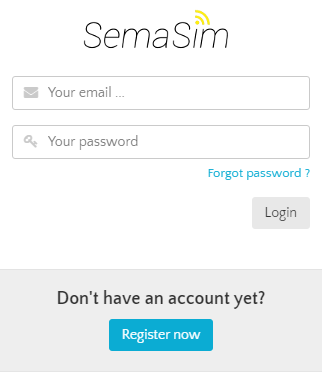 SemaSim
Your email ...
Your password
Forgot password ?
Login
Don't have an account yet?
Register now